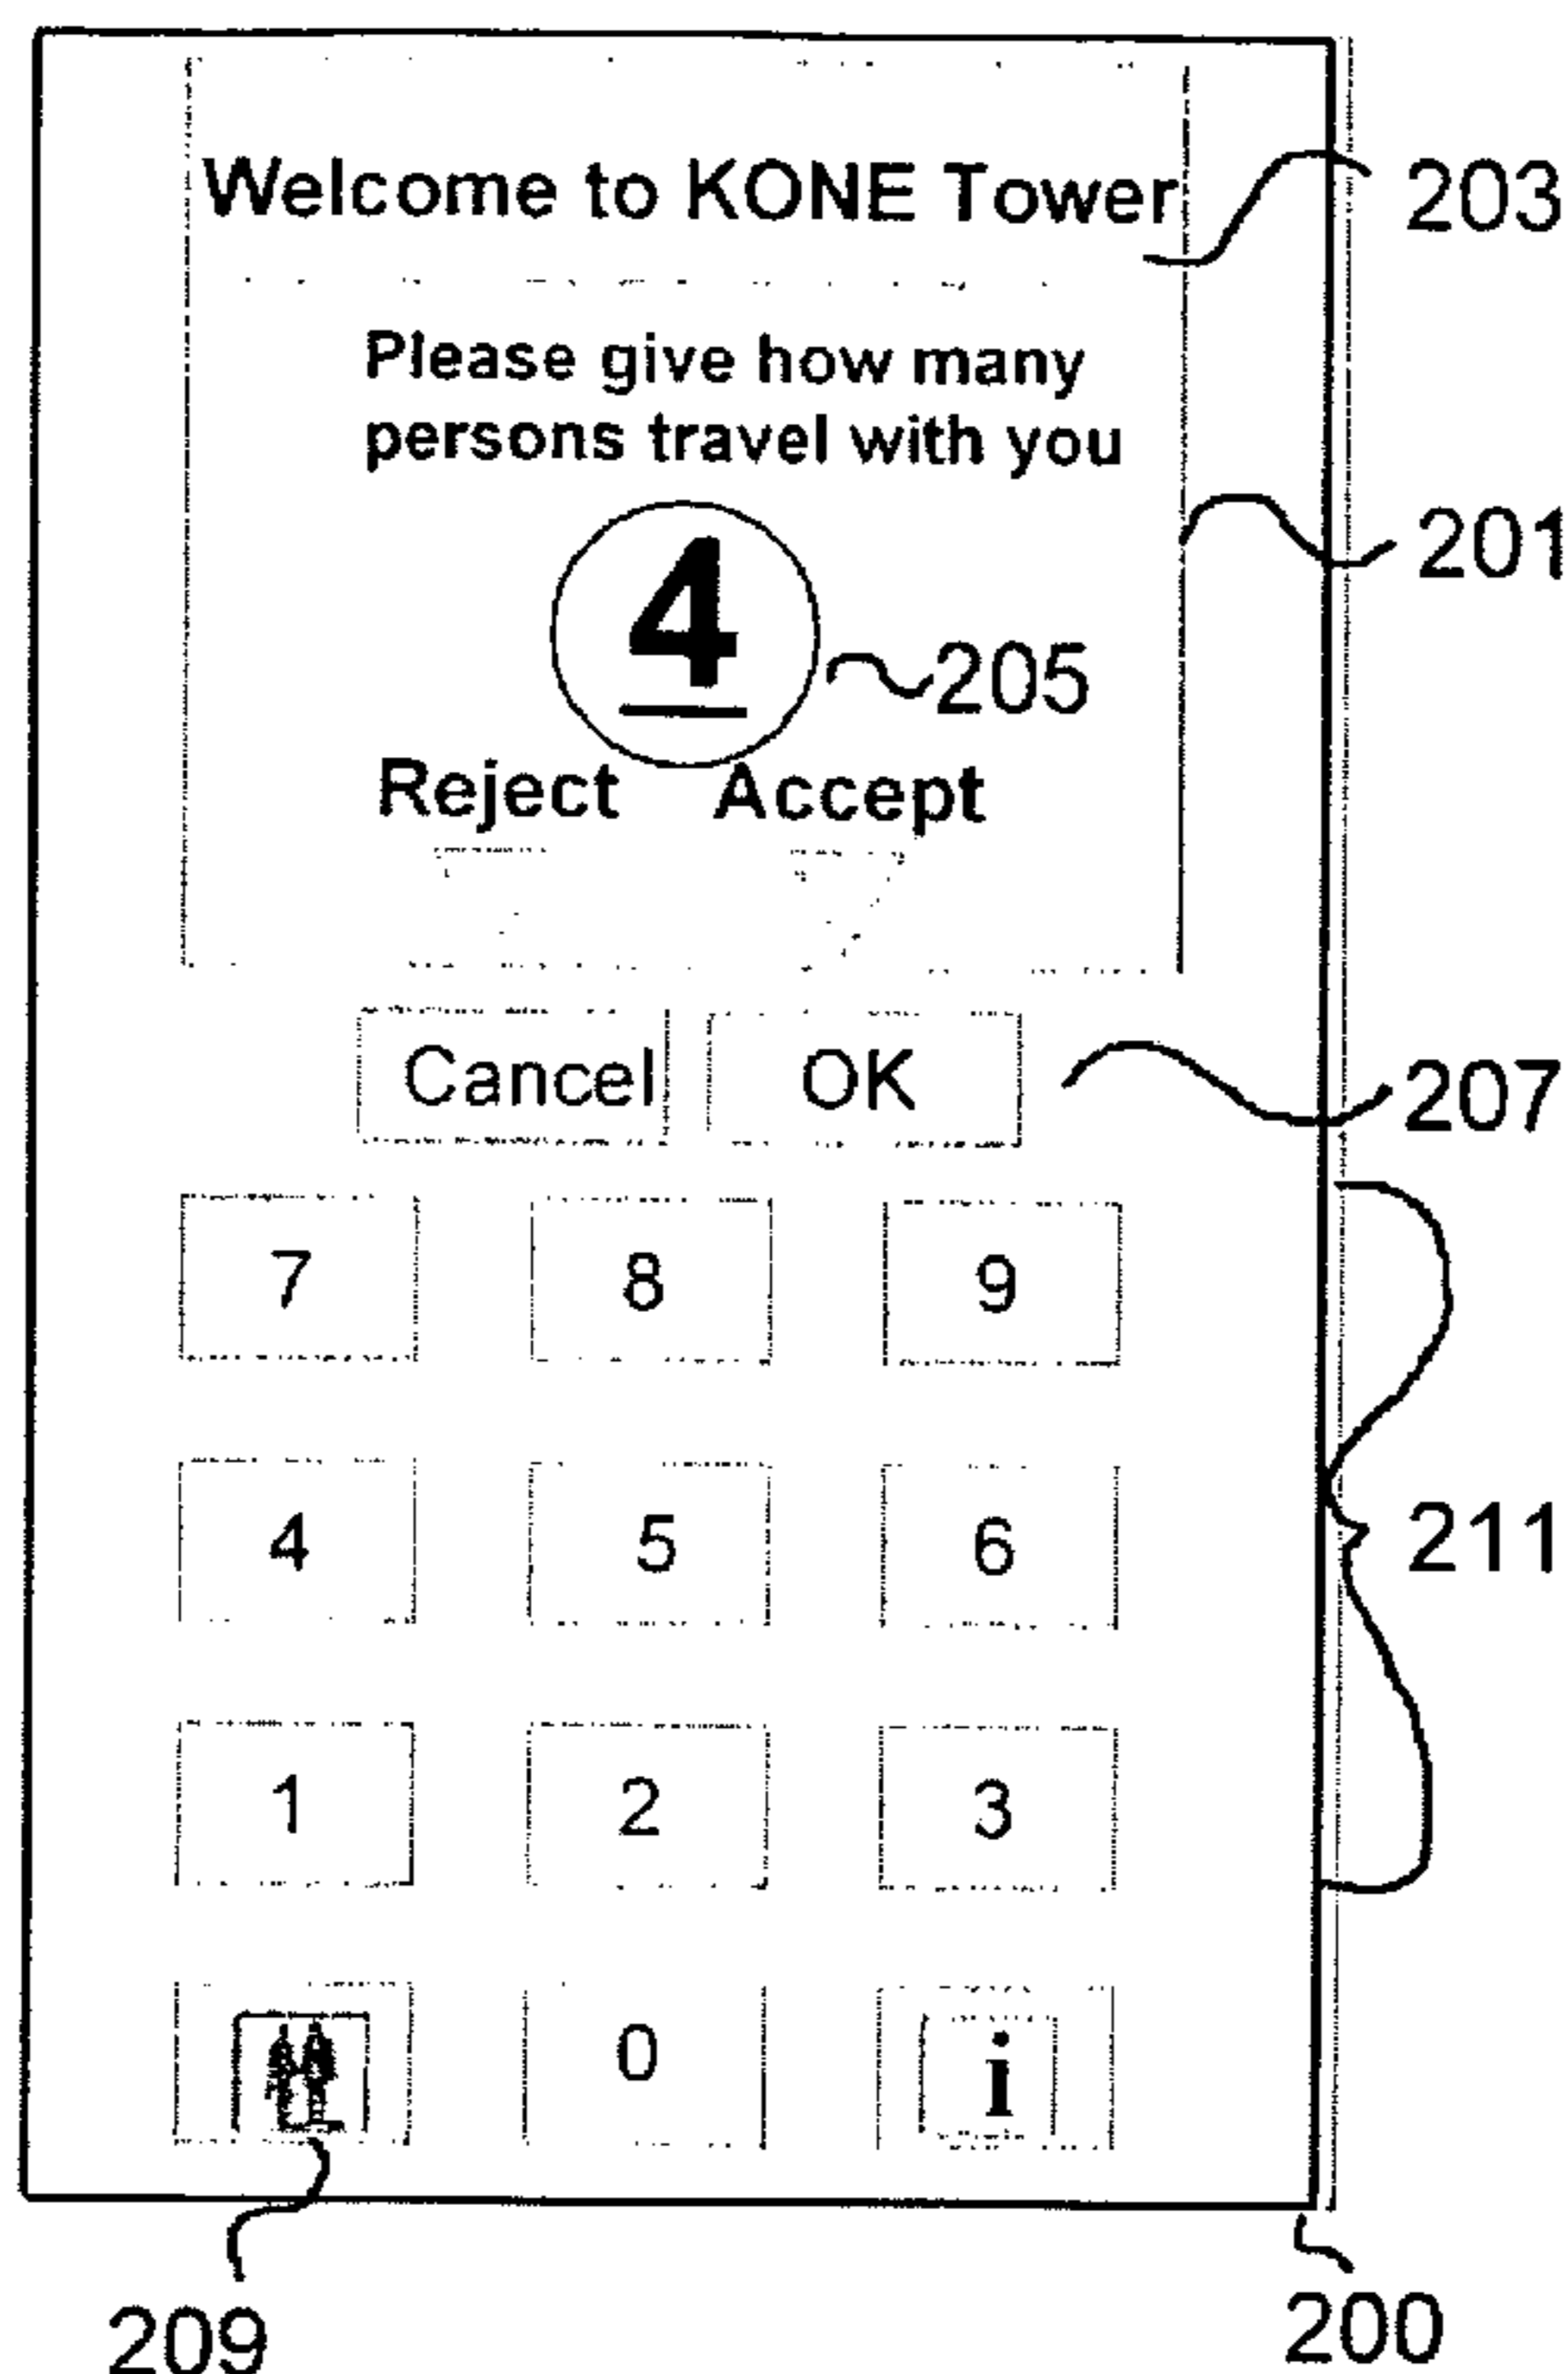 Welcome to KONE Tower
203
Please give how many
persons travel with you
201
4
205
Reject Accept
Cancel OK
207
7 8 9
4 5 6
211
1 2 3
0 i
209
200